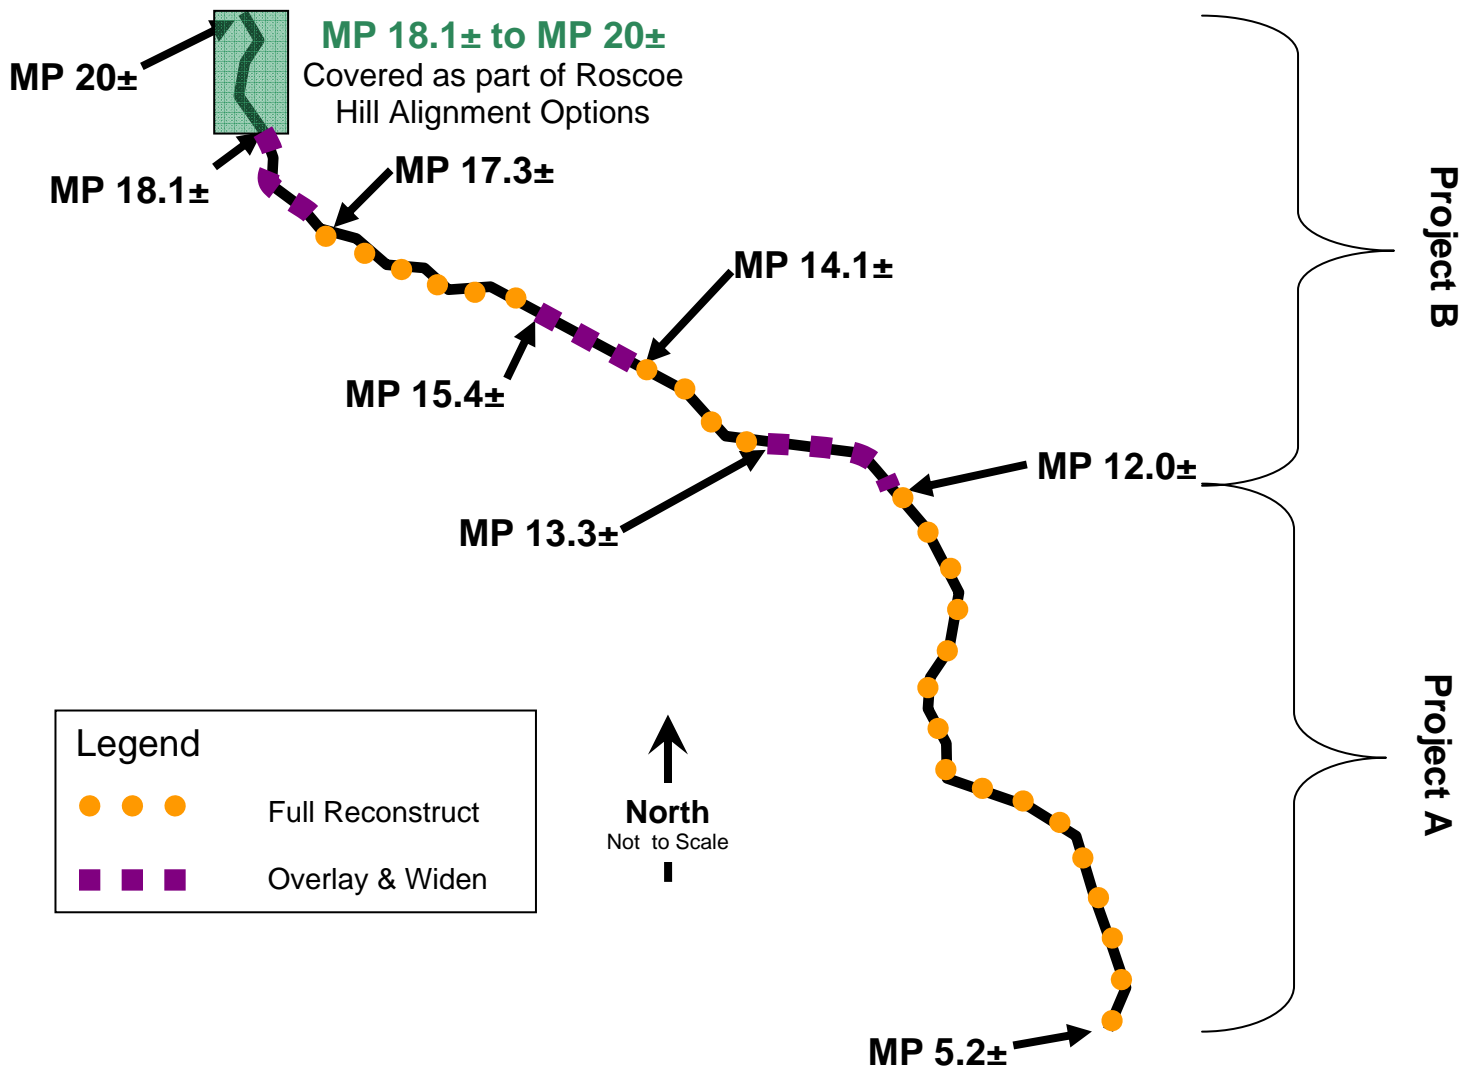 MP 18.1± to MP 20±
Covered as part of Roscoe
Hill Alignment Options
MP 20±
MP 18.1±
MP 17.3±
MP 14.1±
MP 15.4±
MP 12.0±
MP 13.3±
Project B
Project A
Legend
Full Reconstruct
Overlay & Widen
North
Not to Scale
MP 5.2±